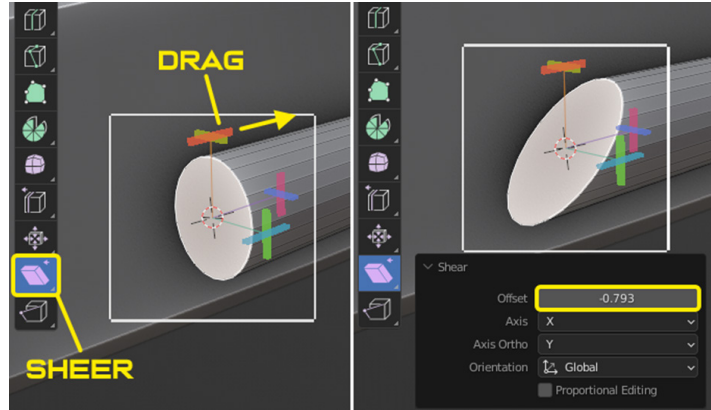 DRAG
SHEER
Shear
Offset -0.793
Axis X
Axis Ortho Y
Orientation Global
Proportional Editing